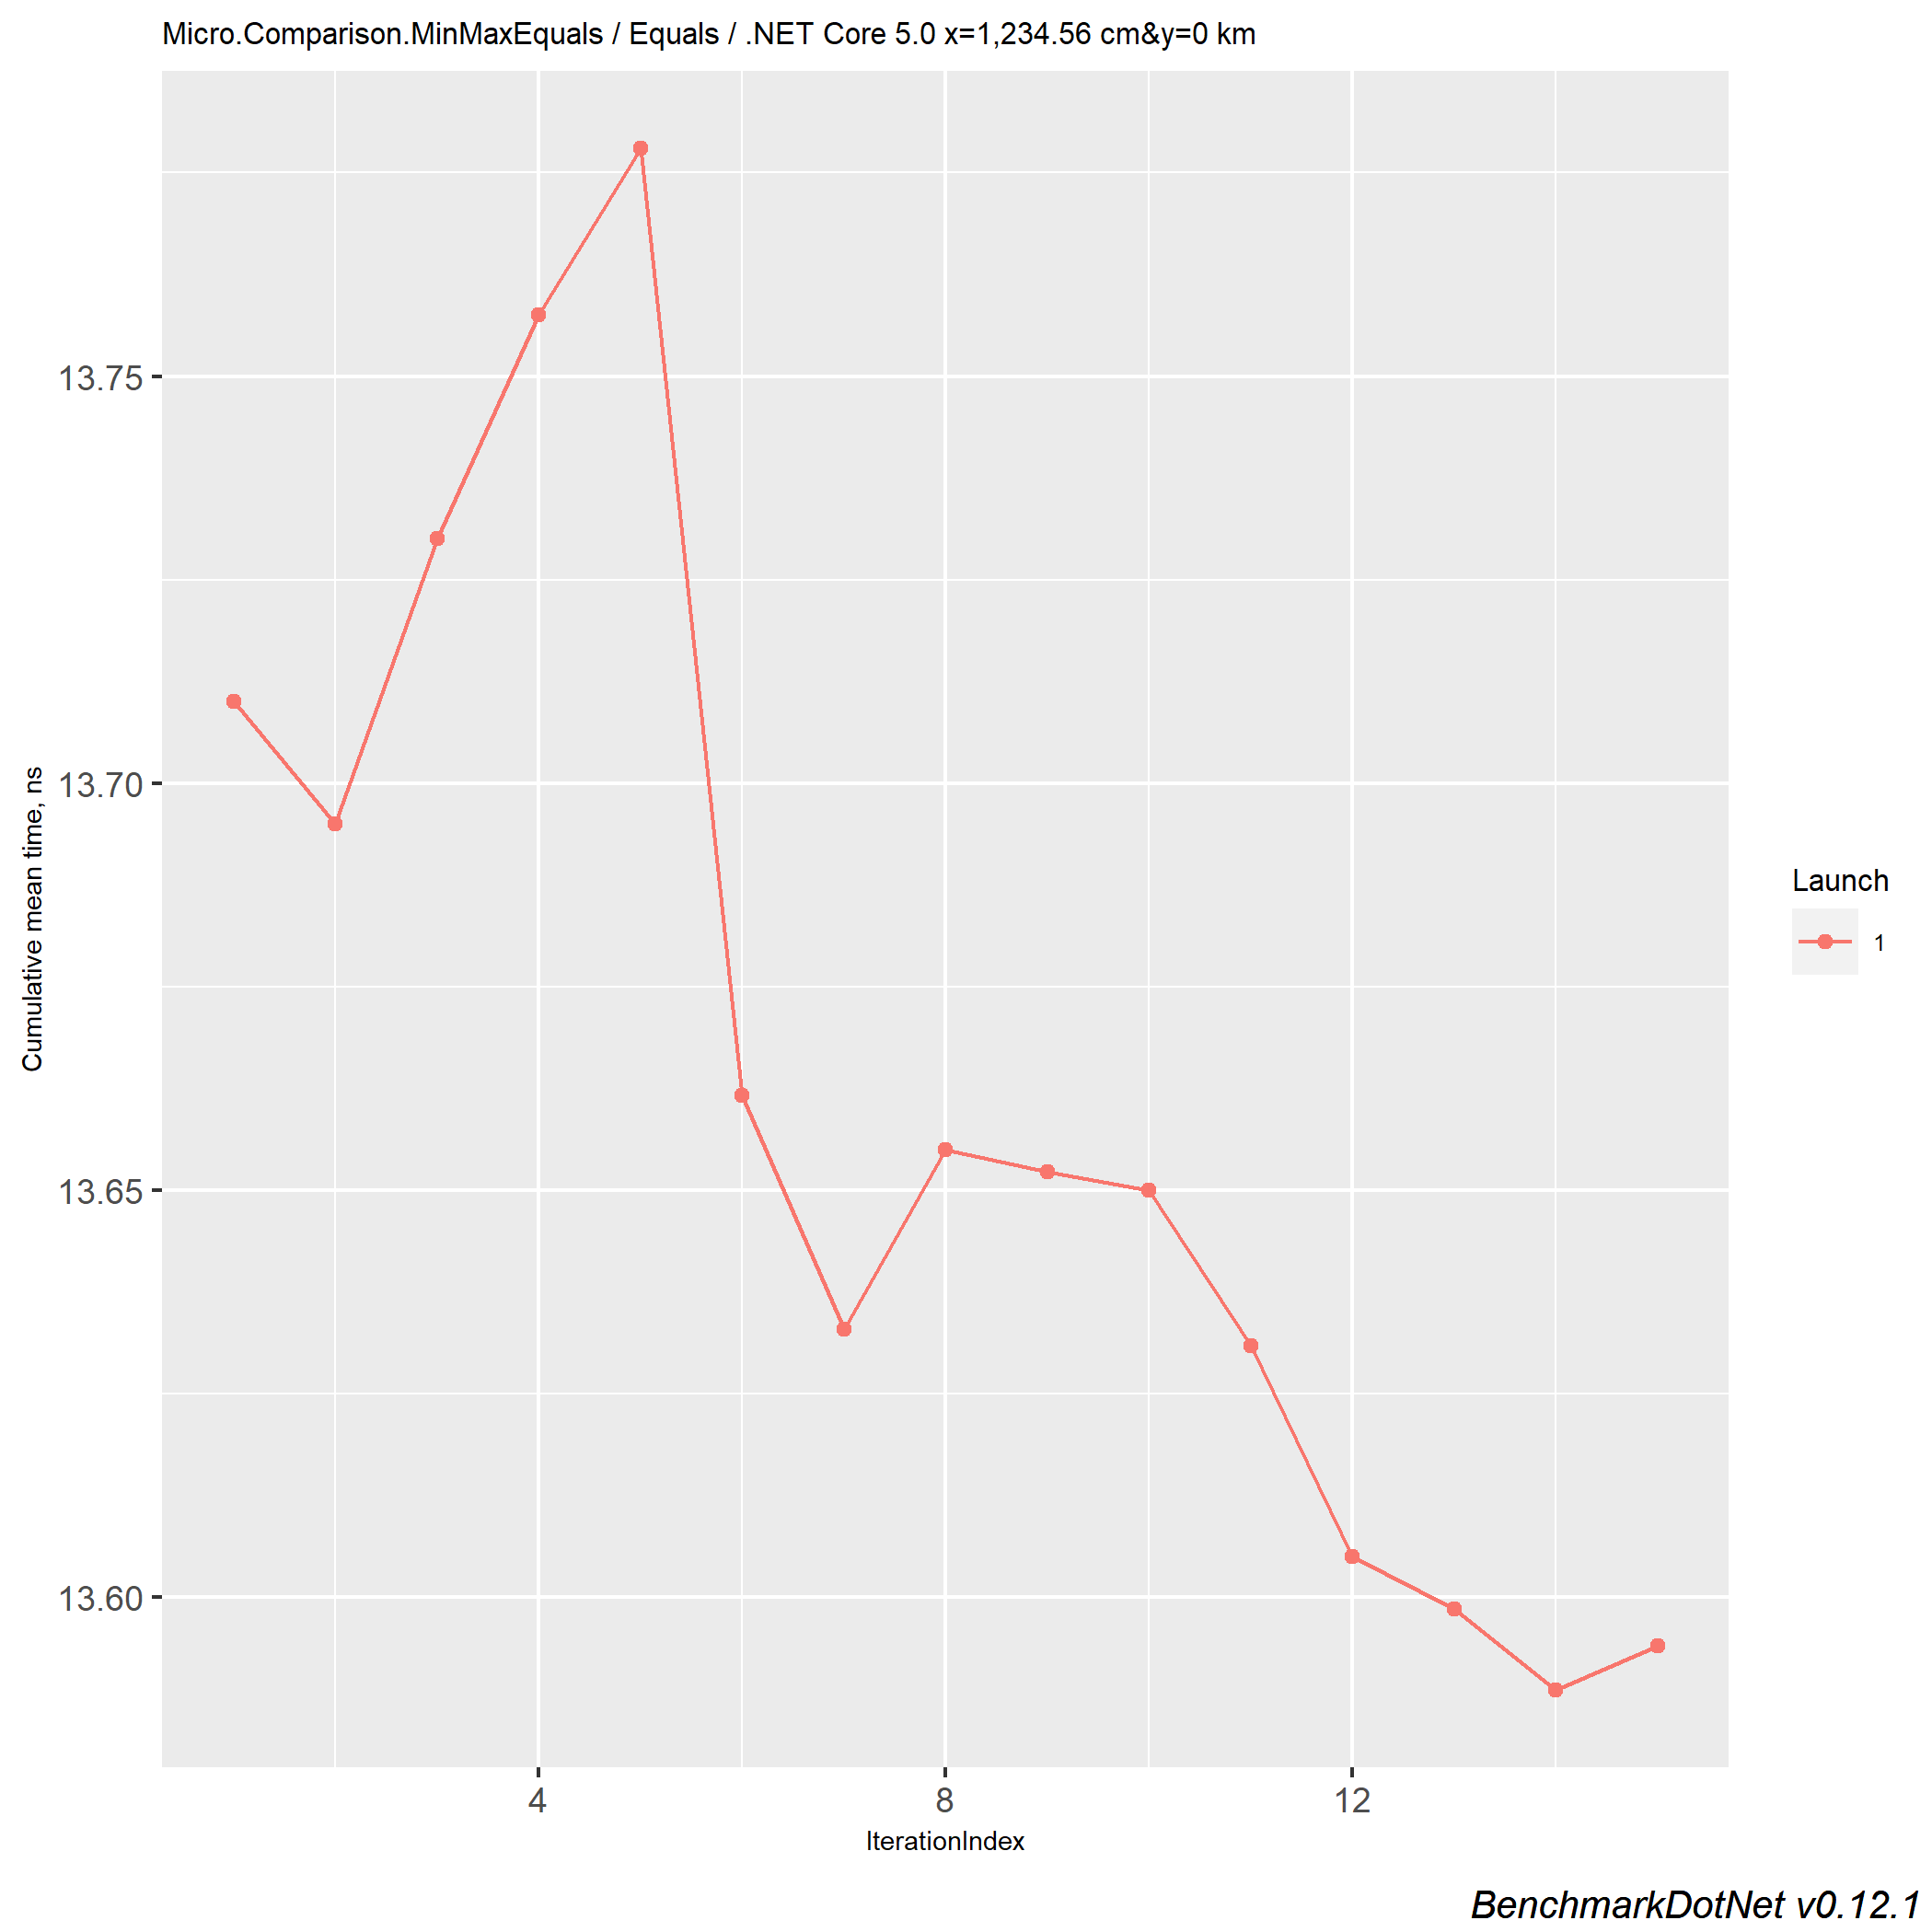 Micro.Comparison.MinMaxEquals / Equals / .NET Core 5.0 x=1,234.56 cm&y=0 km
Cumulative mean time, ns
13.75
13.70
13.65
13.60
4
8
12
IterationIndex
Launch
1
BenchmarkDotNet v0.12.1